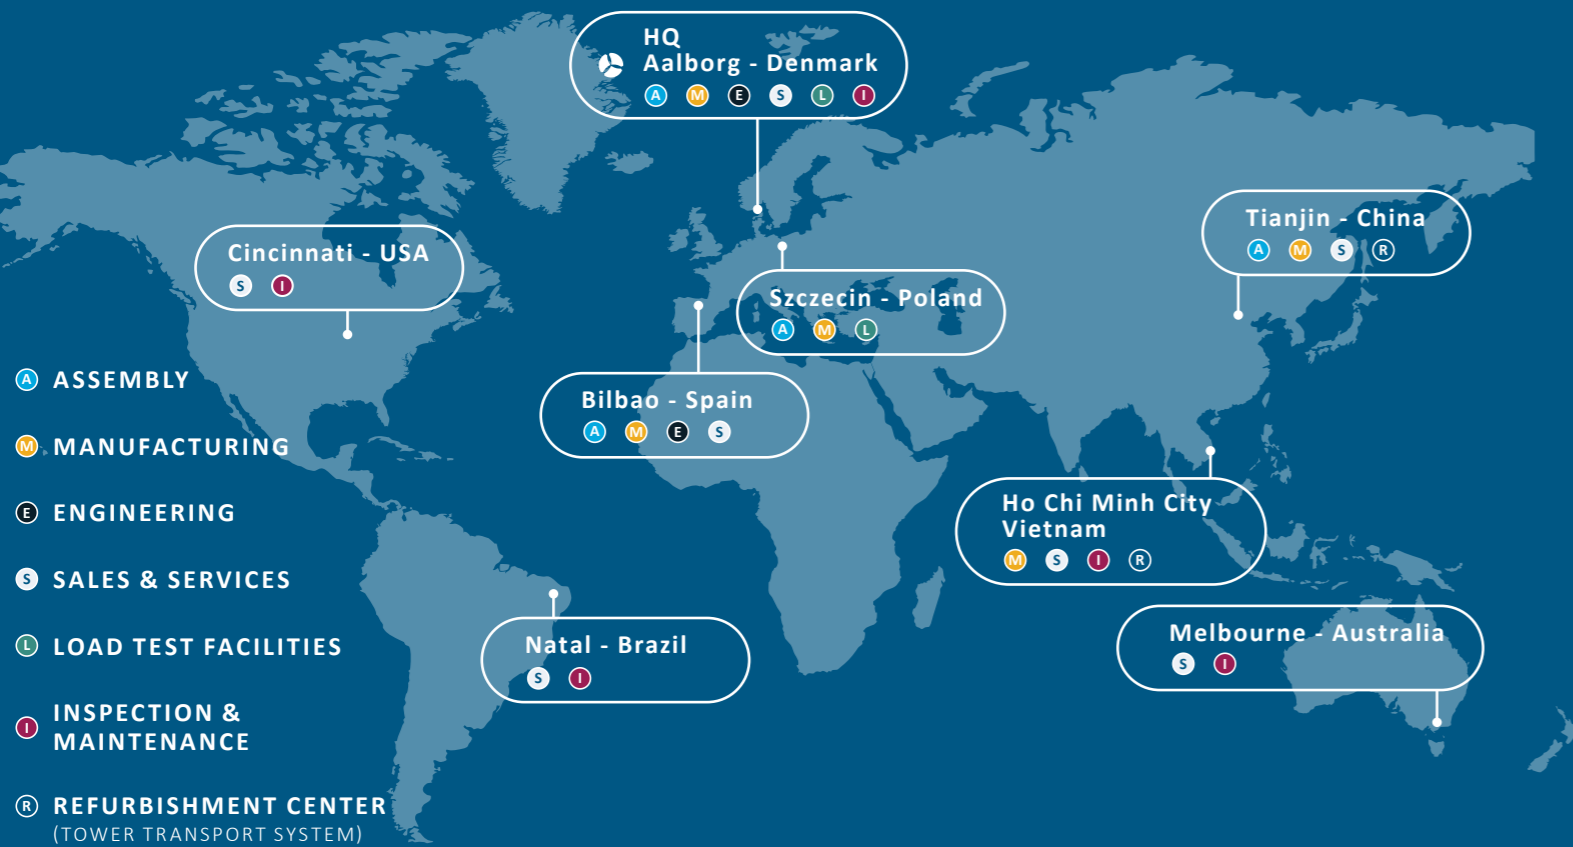 HQ
Aalborg - Denmark
A M E S L I
Cincinnati - USA
S I
Tianjin - China
A M S R
Szczecin - Poland
A M L
Bilbao - Spain
A M E S
Ho Chi Minh City
Vietnam
M S I R
Natal - Brazil
S I
Melbourne - Australia
S I
A ASSEMBLY
M MANUFACTURING
E ENGINEERING
S SALES & SERVICES
L LOAD TEST FACILITIES
I INSPECTION &
MAINTENANCE
R REFURBISHMENT CENTER
(TOWER TRANSPORT SYSTEM)